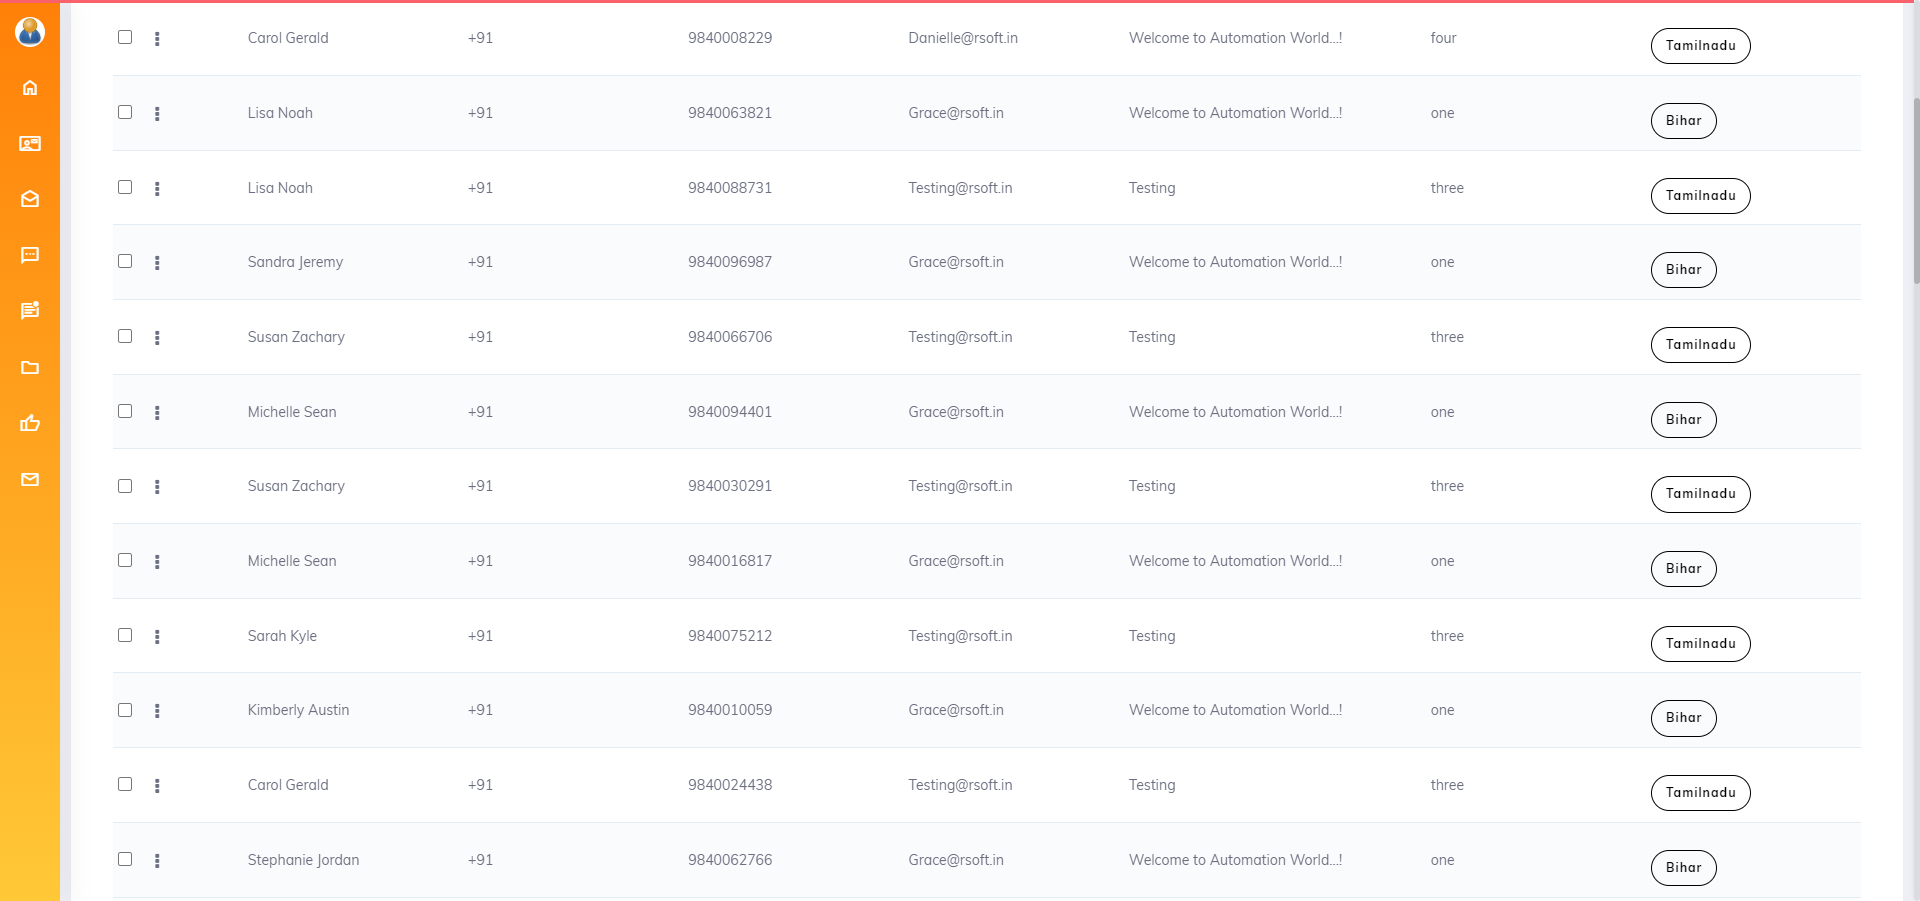 Carol Gerald +91 9840008229 Danielle@rsoft.in Welcome to Automation World...! four Tamilnadu
Lisa Noah +91 9840063821 Grace@rsoft.in Welcome to Automation World...! one Bihar
Lisa Noah +91 9840088731 Testing@rsoft.in Testing three Tamilnadu
Sandra Jeremy +91 9840096987 Grace@rsoft.in Welcome to Automation World...! one Bihar
Susan Zachary +91 9840066706 Testing@rsoft.in Testing three Tamilnadu
Michelle Sean +91 9840094401 Grace@rsoft.in Welcome to Automation World...! one Bihar
Susan Zachary +91 9840030291 Testing@rsoft.in Testing three Tamilnadu
Michelle Sean +91 9840016817 Grace@rsoft.in Welcome to Automation World...! one Bihar
Sarah Kyle +91 9840075212 Testing@rsoft.in Testing three Tamilnadu
Kimberly Austin +91 9840010059 Grace@rsoft.in Welcome to Automation World...! one Bihar
Carol Gerald +91 9840024438 Testing@rsoft.in Testing three Tamilnadu
Stephanie Jordan +91 9840062766 Grace@rsoft.in Welcome to Automation World...! one Bihar